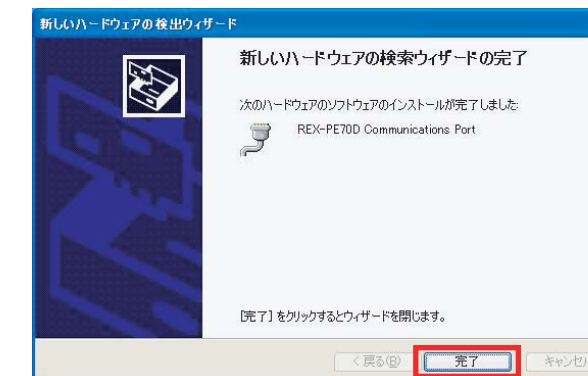 新しいハードウェアの検出ウィザード
新しいハードウェアの検索ウィザードの完了
次のハードウェアのソフトウェアのインストールが完了しました:
REX-PE70D Communications Port
[完了] をクリックするとウィザードを閉じます。
< 戻る(B) 完了 キャンセ